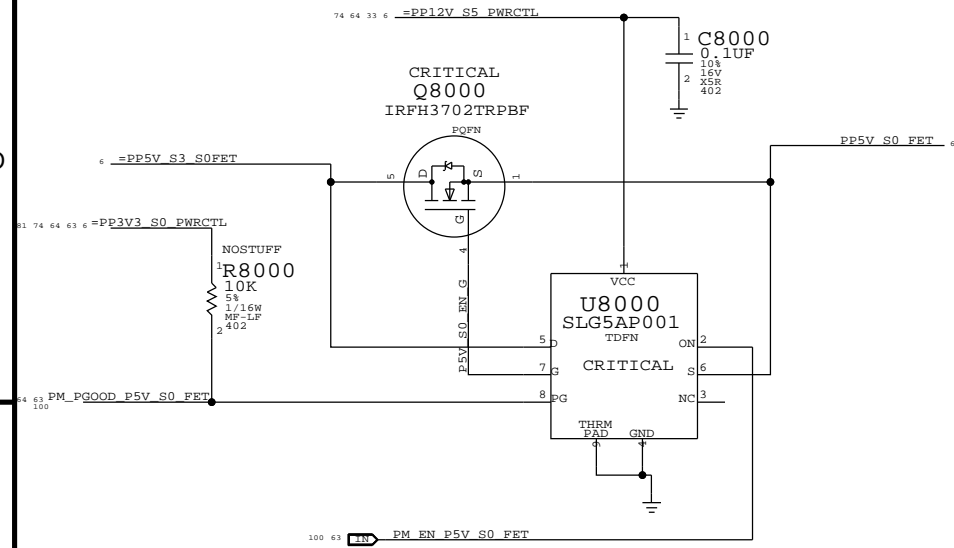 74 64 33 6 =PP12V_S5_PWRCTL
1 C8000
0.1UF
10%
16V
2 X5R
402
CRITICAL
Q8000
IRFH3702TRPBF
PQFN
PP5V_S0_FET 6
6 =PP5V_S3_S0FET
5 D S 1
G
4
81 74 64 63 6 =PP3V3_S0_PWRCTL
NOSTUFF
1 R8000
10K
5%
1/16W
MF-LF
2 402
P5V_S0_EN_G
1
VCC
U8000
SLG5AP001
TDFN
5 D ON 2
CRITICAL
7 G S 6
64 63 PM_PGOOD_P5V_S0_FET 8 PG NC 3
100
THRM
PAD GND
9 4
100 63 IN PM_EN_P5V_S0_FET